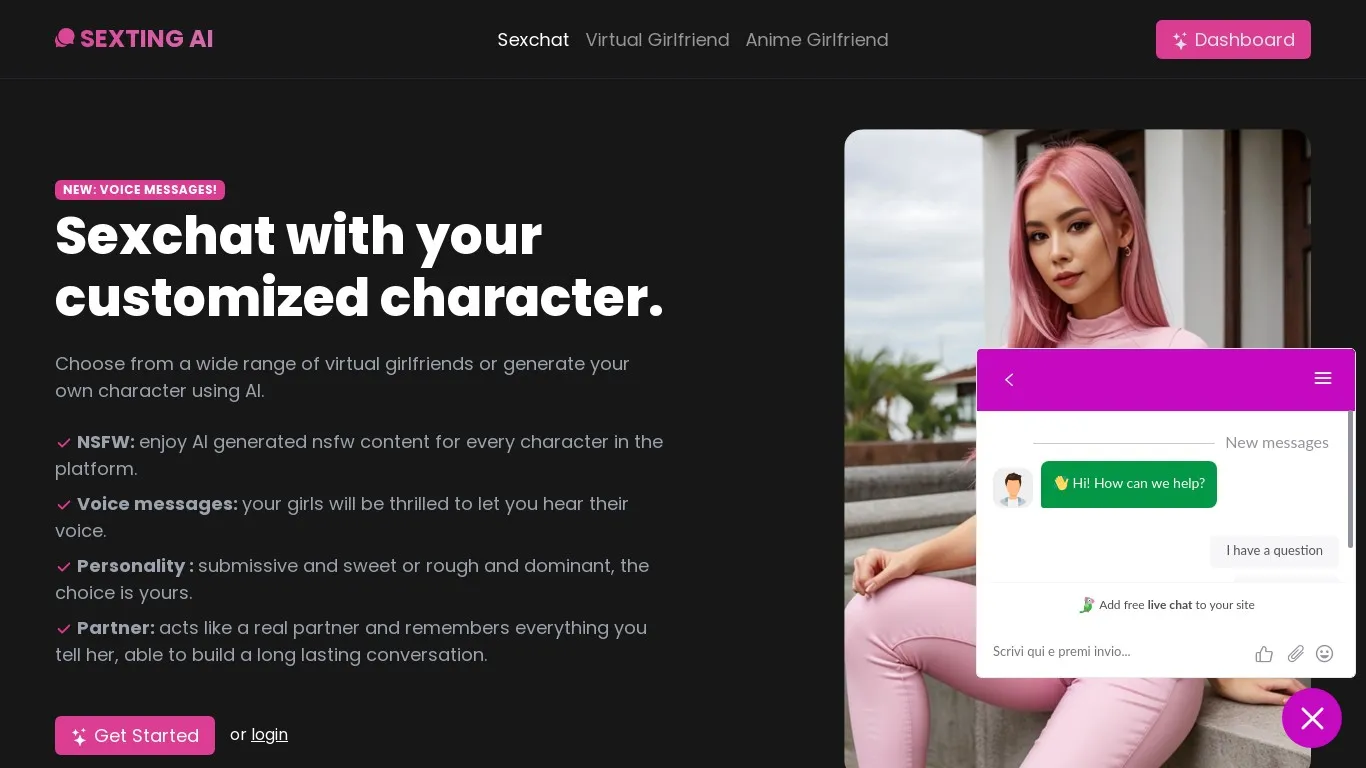 SEXTING AI
Sexchat
Virtual Girlfriend
Anime Girlfriend
Dashboard
NEW: VOICE MESSAGES!
Sexchat with your
customized character.
Choose from a wide range of virtual girlfriends or generate your
own character using AI.
NSFW: enjoy AI generated nsfw content for every character in the
platform.
Voice messages: your girls will be thrilled to let you hear their
voice.
Personality : submissive and sweet or rough and dominant, the
choice is yours.
Partner: acts like a real partner and remembers everything you
tell her, able to build a long lasting conversation.
Get Started
or login
New messages
👋 Hi! How can we help?
I have a question
Add free live chat to your site
Scrivi qui e premi invio...